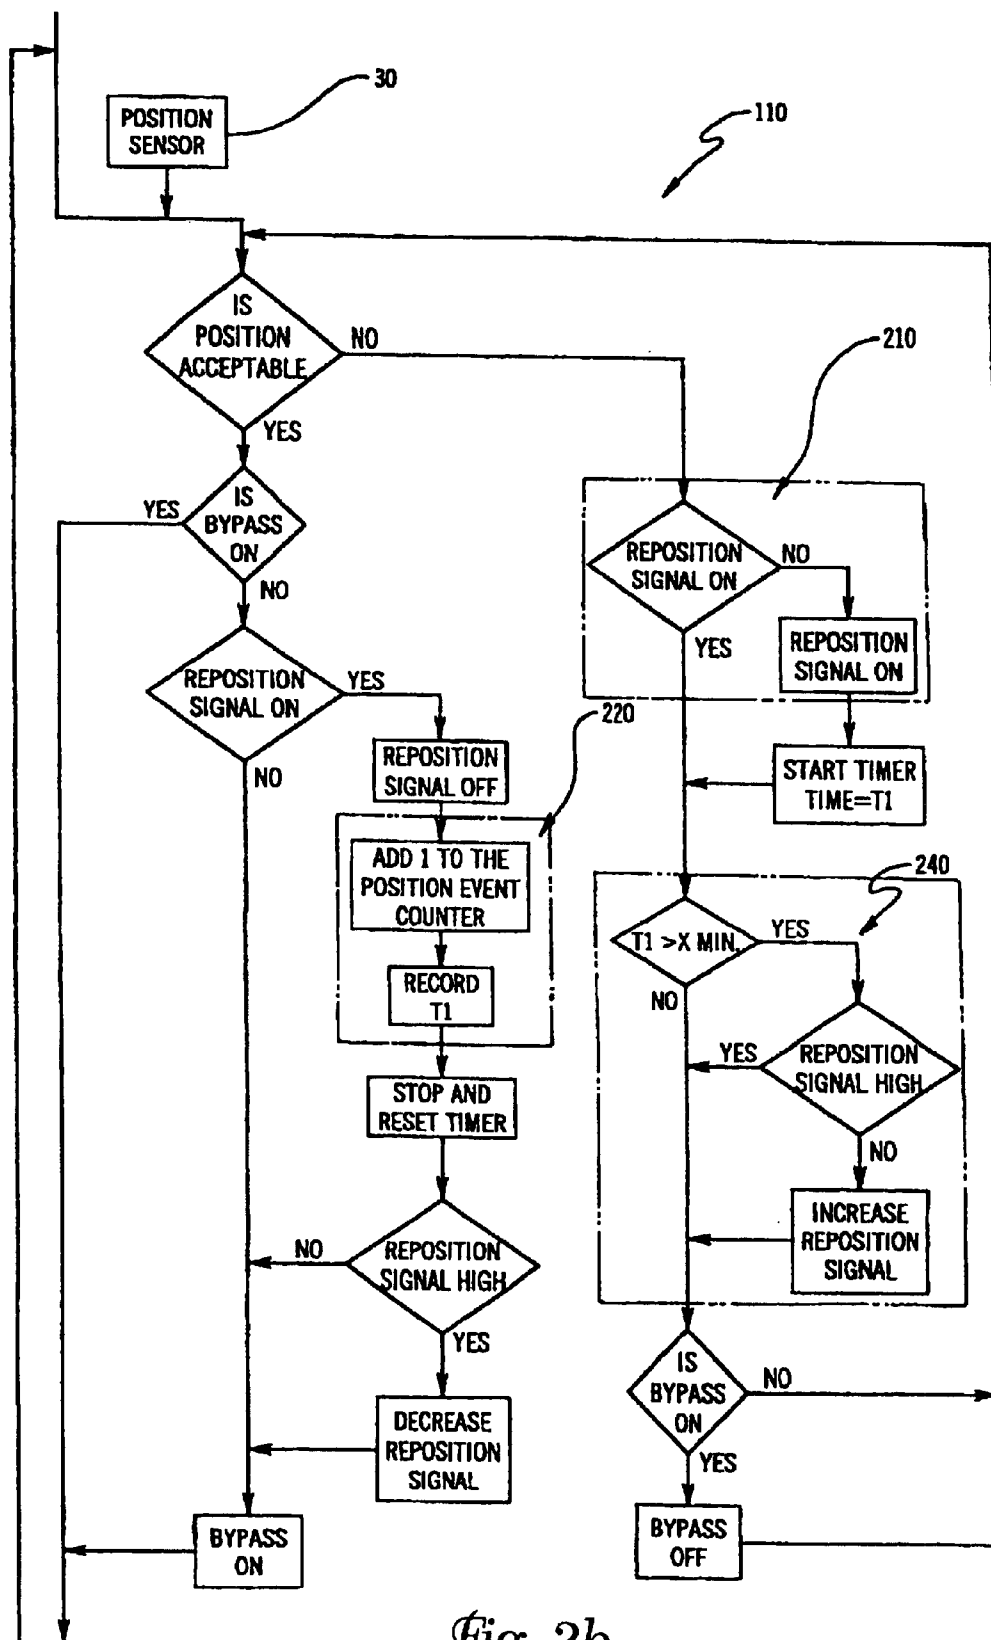 30
POSITION
SENSOR
110
IS
POSITION
ACCEPTABLE
NO
210
YES
IS
BYPASS
ON
YES
NO
REPOSITION
SIGNAL ON
NO
REPOSITION
SIGNAL ON
YES
REPOSITION
SIGNAL ON
YES
NO
220
REPOSITION
SIGNAL OFF
START TIMER
TIME=T1
ADD 1 TO THE
POSITION EVENT
COUNTER
RECORD
T1
240
T1 >X MIN.
YES
NO
STOP AND
RESET TIMER
YES
REPOSITION
SIGNAL HIGH
NO
INCREASE
REPOSITION
SIGNAL
NO
REPOSITION
SIGNAL HIGH
YES
DECREASE
REPOSITION
SIGNAL
IS
BYPASS
ON
NO
YES
BYPASS
ON
BYPASS
OFF